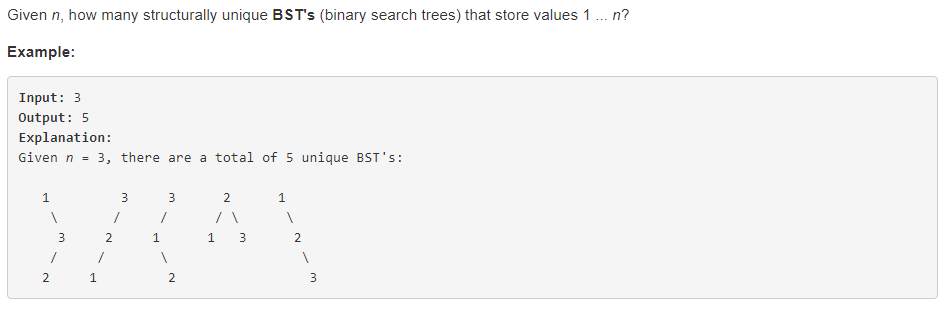 Given n, how many structurally unique BST's (binary search trees) that store values 1 ... n?
Example:
Input: 3
Output: 5
Explanation:
Given n = 3, there are a total of 5 unique BST's:
   1         3     3      2      1
    \       /     /      / \      \
     3     2     1      1   3      2
    /     /       \                 \
   2     1         2                 3